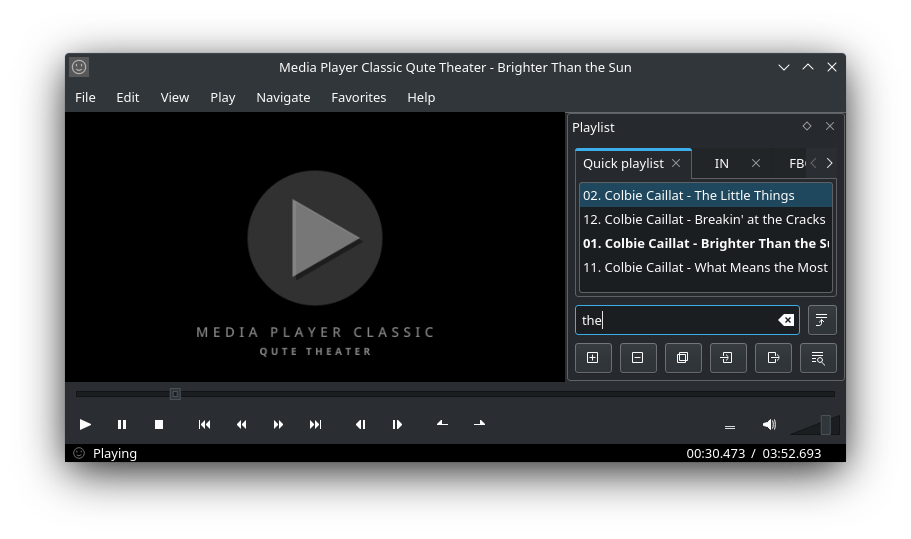 Media Player Classic Qute Theater - Brighter Than the Sun
File Edit View Play Navigate Favorites Help
Playlist
Quick playlist IN
02. Colbie Caillat - The Little Things
12. Colbie Caillat - Breakin' at the Cracks
01. Colbie Caillat - Brighter Than the
11. Colbie Caillat - What Means the Most
the
MEDIA PLAYER CLASSIC
QUTE THEATER
Playing 00:30.473 / 03:52.693